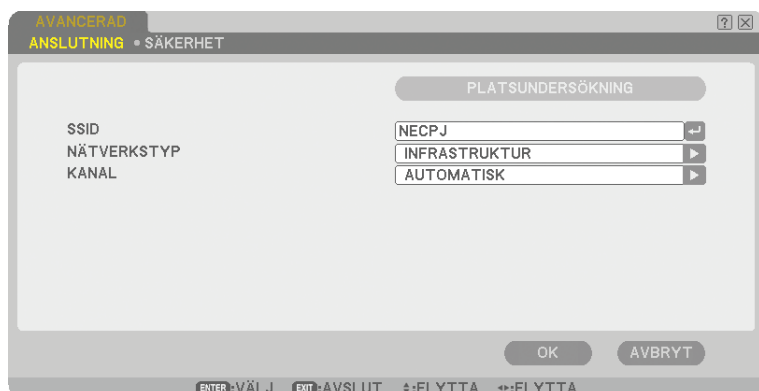 AVANCERAD
ANSLUTNING • SÄKERHET
PLATSUNDERSÖKNING
SSID NECPJ
NÄTVERKSTYP INFRASTRUKTUR
KANAL AUTOMATISK
OK AVBRYT
ENTER :VÄLJ EXIT :AVSLUT :FLYTTA :FLYTTA